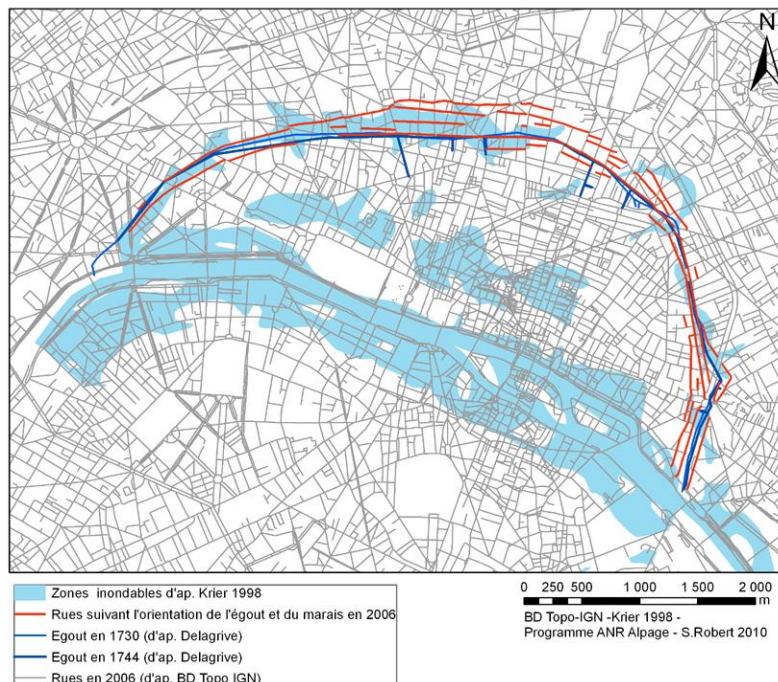 N
Zones inondables d'ap. Krier 1998
Rues suivant l'orientation de l'égout et du marais en 2006
Egout en 1730 (d'ap. Delagrive)
Egout en 1744 (d'ap. Delagrive)
Rues en 2006 (d'ap. BD Topo IGN)
0 250 500 1 000 1 500 2 000
m
BD Topo-IGN -Krier 1998 -
Programme ANR Alpage - S.Robert 2010